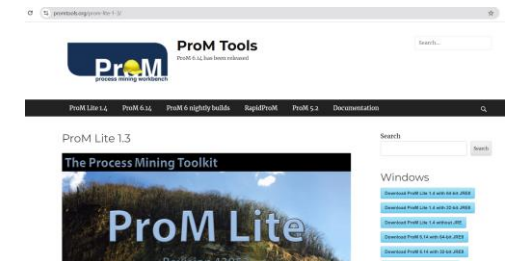 promtools.org/prom-lite-1-3/
ProM Tools
ProM 6.14 has been released
Search...
ProM
process mining workbench
ProM Lite 1.4 ProM 6.14 ProM 6 nightly builds RapidProM ProM 5.2 Documentation
ProM Lite 1.3
Search
Search
The Process Mining Toolkit
Windows
Download ProM Lite 1.4 with 64-bit JRE8
Download ProM Lite 1.4 with 32-bit JRE8
Download ProM Lite 1.4 without JRE
Download ProM 6.14 with 64-bit JRE8
Download ProM 6.14 with 32-bit JRE8
ProM Lite